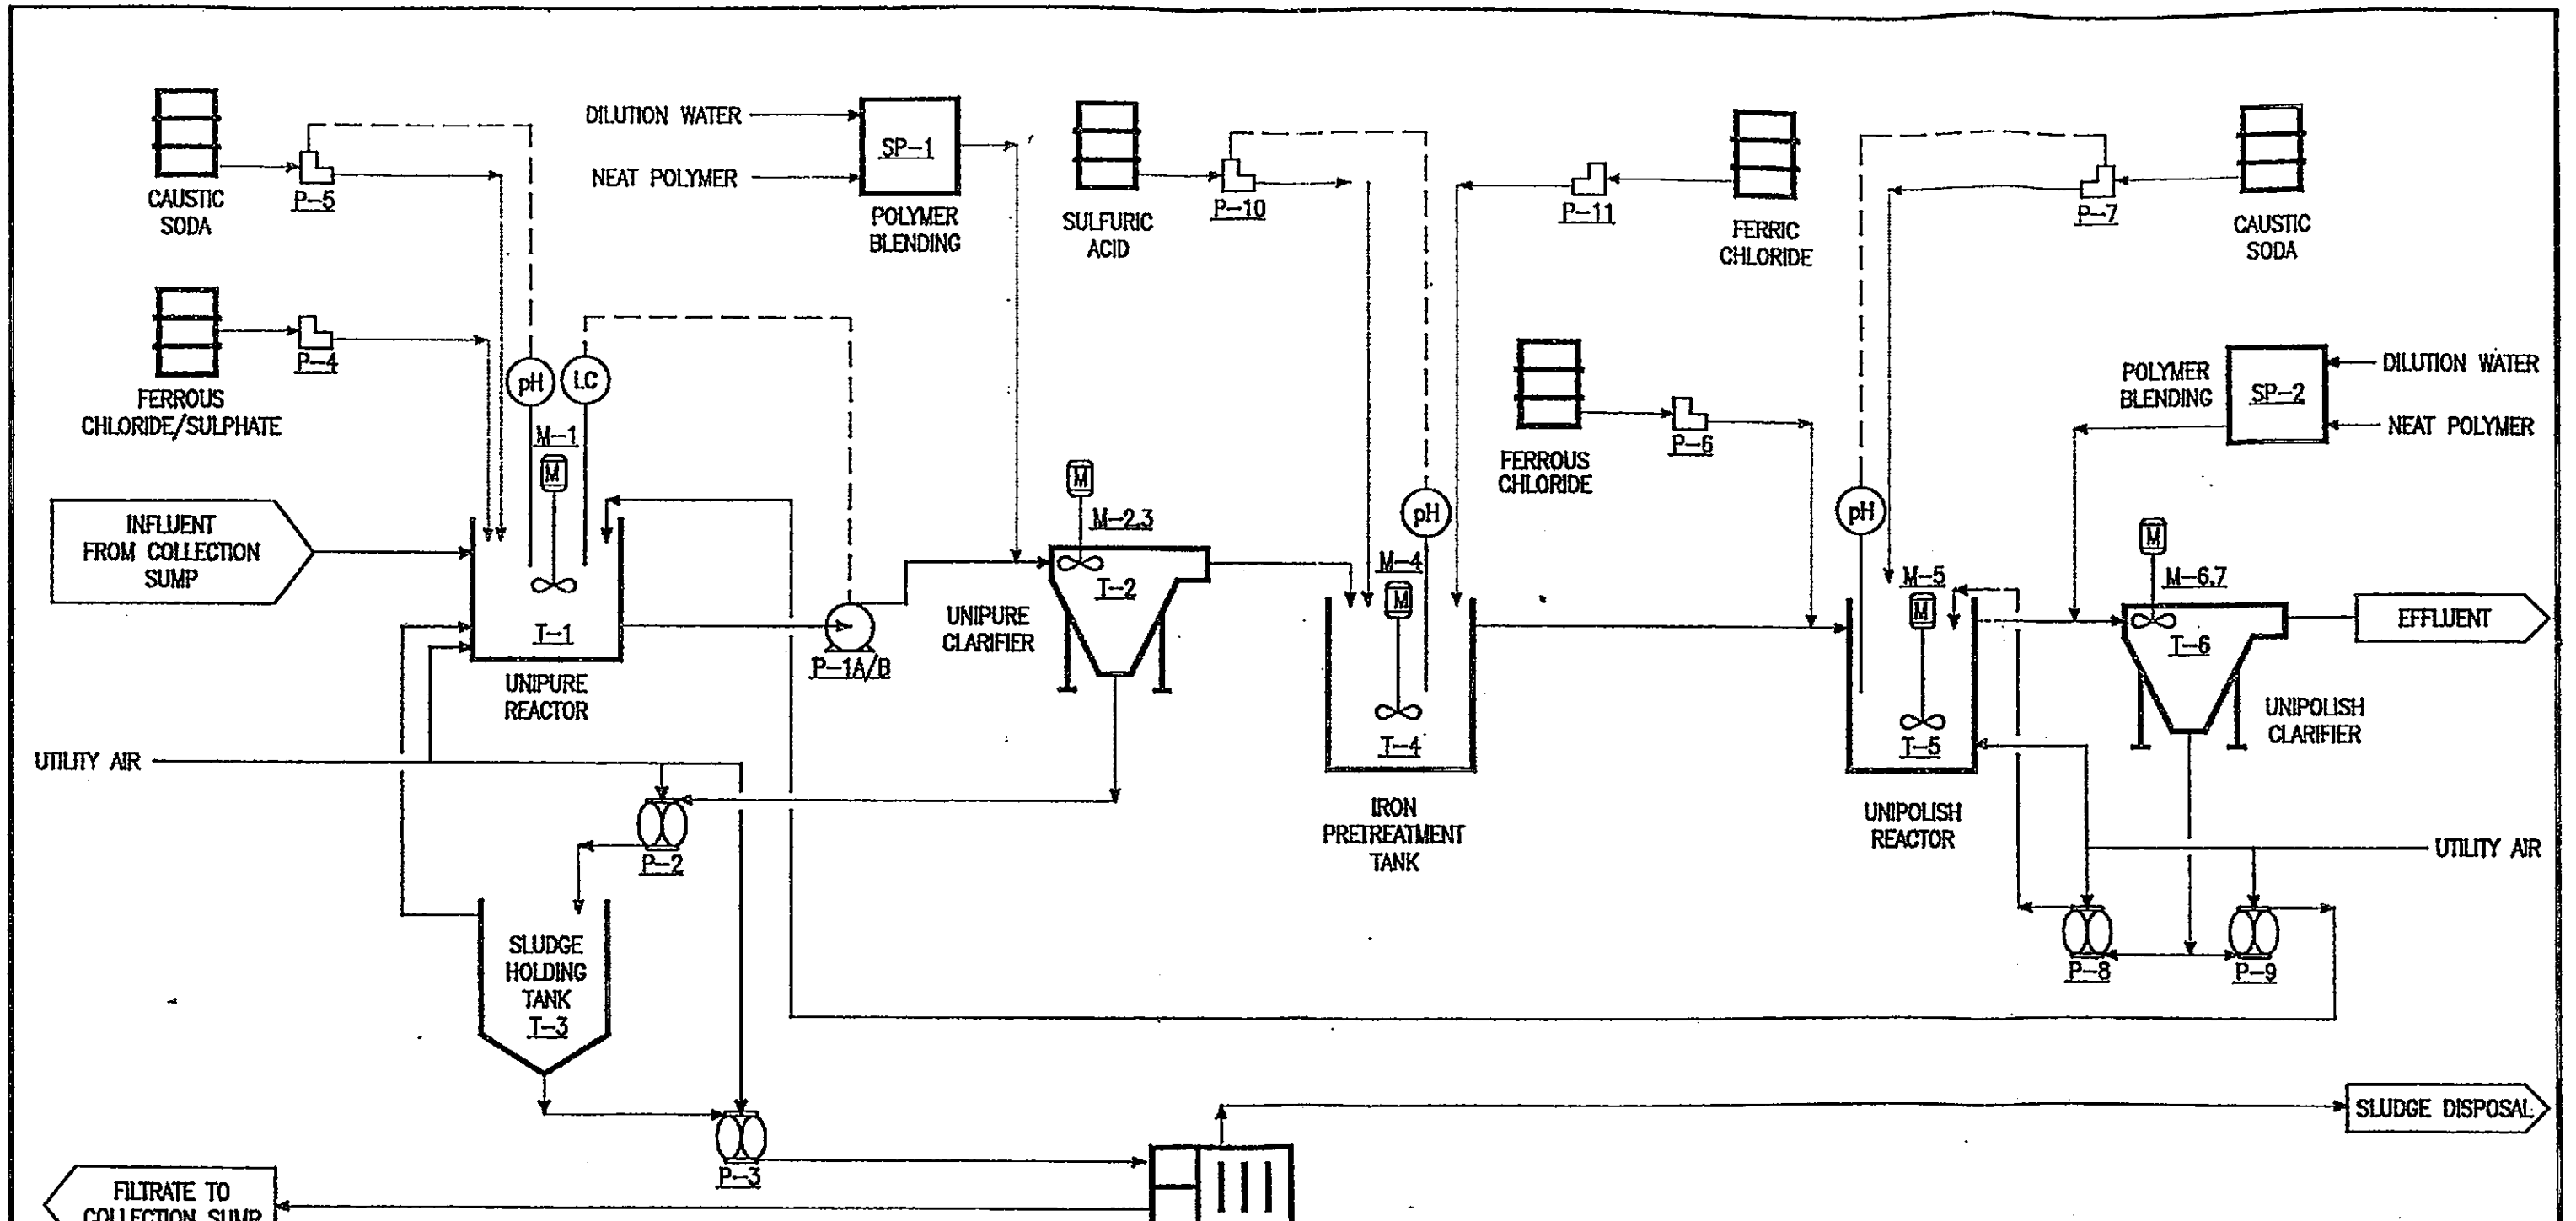 CAUSTIC
SODA
P-5
DILUTION WATER
NEAT POLYMER
SP-1
POLYMER
BLENDING
SULFURIC
ACID
P-10
P-11
FERRIC
CHLORIDE
P-7
CAUSTIC
SODA
FERROUS
CHLORIDE/SULPHATE
P-4
pH
LC
M-1
M
INFLUENT
FROM COLLECTION
SUMP
T-1
UNIPURE
REACTOR
P-1A/B
M
M-2,3
T-2
UNIPURE
CLARIFIER
pH
M-4
M
T-4
IRON
PRETREATMENT
TANK
FERROUS
CHLORIDE
P-6
pH
M-5
M
T-5
UNIPOLISH
REACTOR
POLYMER
BLENDING
SP-2
DILUTION WATER
NEAT POLYMER
M
M-6,7
T-6
UNIPOLISH
CLARIFIER
EFFLUENT
UTILITY AIR
P-2
SLUDGE
HOLDING
TANK
T-3
P-3
UTILITY AIR
P-8
P-9
SLUDGE DISPOSAL
FILTRATE TO
COLLECTION SUMP